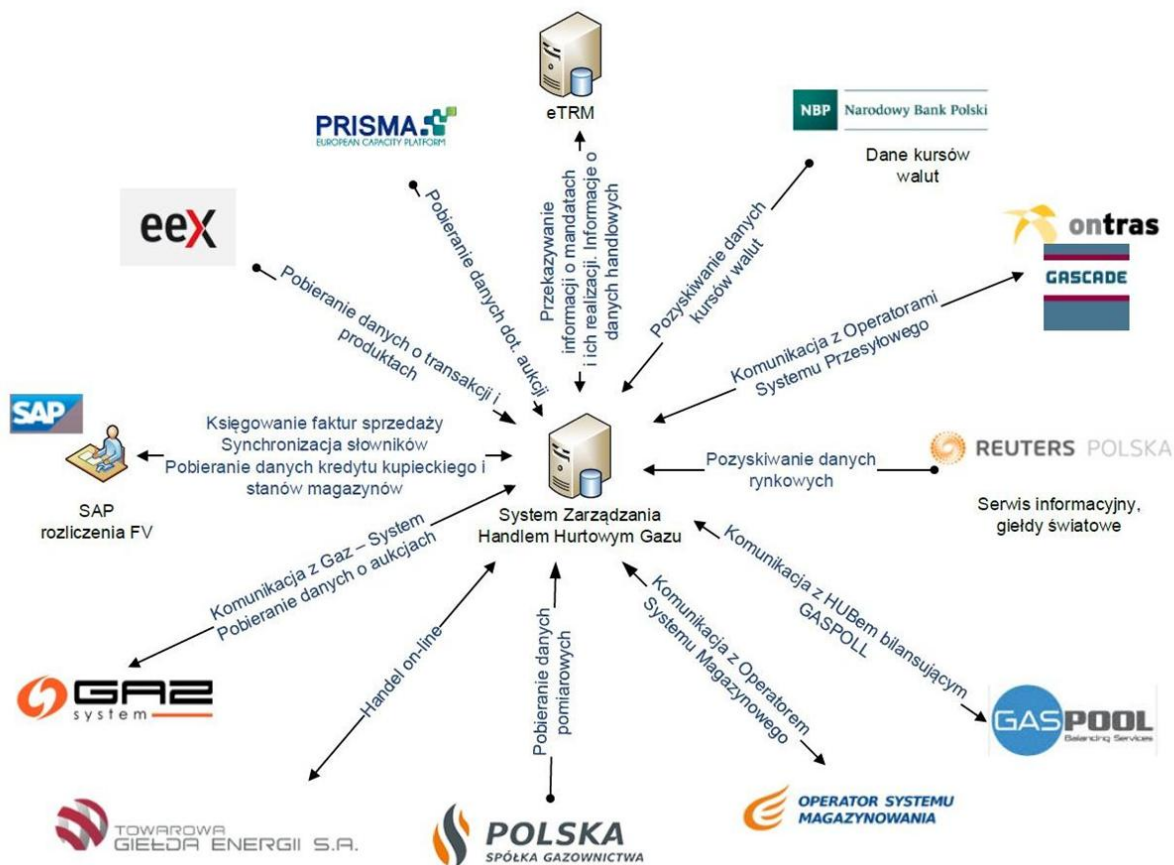 eTRM
PRISMA
EUROPEAN CAPACITY PLATFORM
NBP
Narodowy Bank Polski
Dane kursów
walut
eex
ontras
GASCADE
Przekazywanie
informacji o mandatach
i ich realizacji. Informacje o
danych handlowych
Pobieranie danych dot. aukcji
Pozyskiwanie danych
kursów walut
Pobieranie danych o transakcji i
produktach
Komunikacja z Operatorami
Systemu Przesyłowego
SAP
Księgowanie faktur sprzedaży
Synchronizacja słowników
Pobieranie danych kredytu kupieckiego i
stanów magazynów
SAP
rozliczenia FV
Pozyskiwanie danych
rynkowych
REUTERS POLSKA
Serwis informacyjny,
giełdy światowe
System Zarządzania
Handlem Hurtowym Gazu
Komunikacja z Gaz – System
Pobieranie danych o aukcjach
Handel on-line
Pobieranie danych
pomiarowych
Komunikacja z Operatorem
Systemu Magazynowego
Komunikacja z HUBem bilansującym
GASPOLL
GAZ
system
GASPOOL
Balancing Services
TOWAROWA
GIEŁDA ENERGII S.A.
POLSKA
SPÓŁKA GAZOWNICTWA
OPERATOR SYSTEMU
MAGAZYNOWANIA